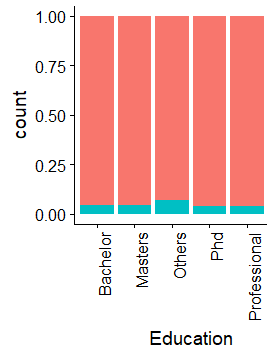 1.00
0.75
0.50
0.25
0.00
count
Bachelor
Masters
Others
Phd
Professional
Education